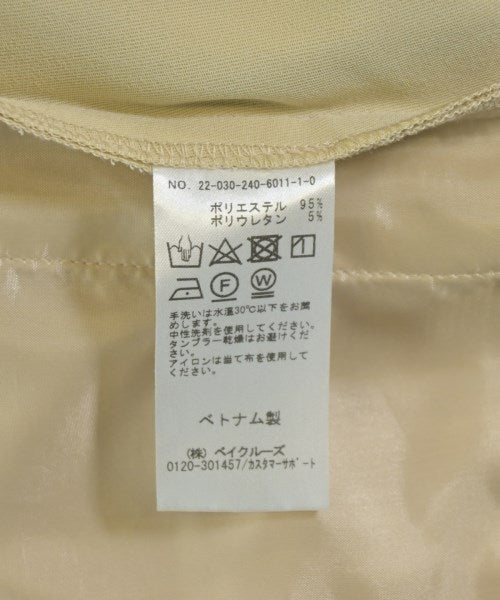 NO. 22-030-240-6011-1-0
ポリエステル 95%
ポリウレタン 5%
F W
手洗いは水温30℃以下をお薦
めします。
中性洗剤を使用してください。
タンブラー乾燥はお避けくださ
い。
アイロンは当て布を使用してく
ださい。
ベトナム製
(株) ベイクルーズ
0120-301457/カスタマーサポート